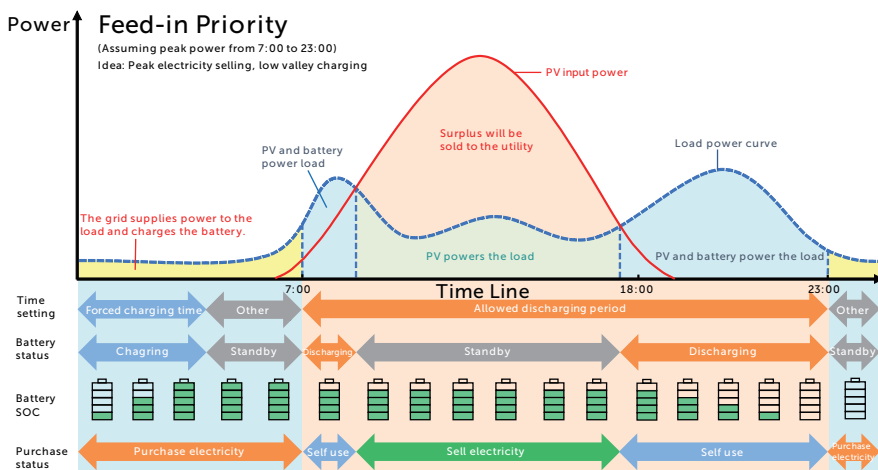 Power
Feed-in Priority
(Assuming peak power from 7:00 to 23:00)
Idea: Peak electricity selling, low valley charging
PV input power
PV and battery
power load
Surplus will be
sold to the utility
Load power curve
The grid supplies power to the
load and charges the battery.
PV powers the load
PV and battery power the load
7:00
Time Line
18:00
23:00
Time
setting
Forced charging time
Other
Allowed discharging period
Other
Battery
status
Chagring
Standby
Discharging
Standby
Discharging
Standby
Battery
SOC
Purchase
status
Purchase electricity
Self use
Sell electricity
Self use
Purchase
electricity